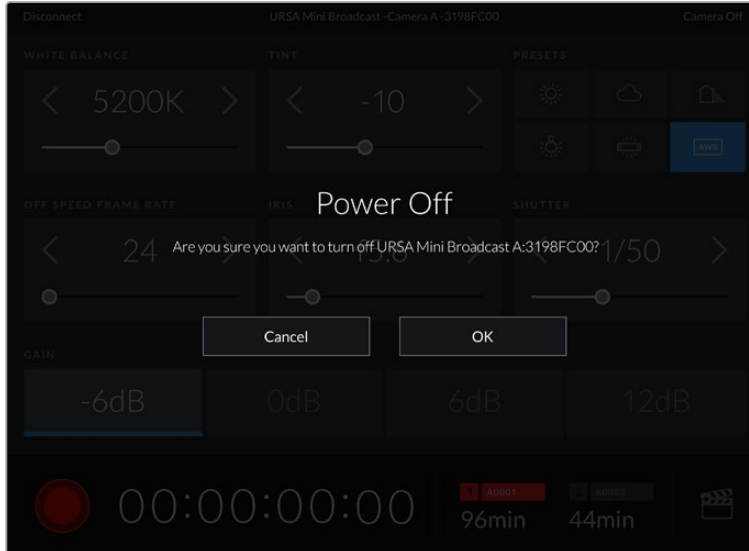 Disconnect URSA Mini Broadcast -Camera A -3198FC00 Camera Off
WHITE BALANCE TINT PRESETS
5200K -10
AWB
OFF SPEED FRAME RATE IRIS SHUTTER
Power Off
24 1/50
Are you sure you want to turn off URSA Mini Broadcast A:3198FC00?
Cancel OK
GAIN
-6dB 0dB 6dB 12dB
00:00:00:00
1 A0001 2 A0002
96min 44min